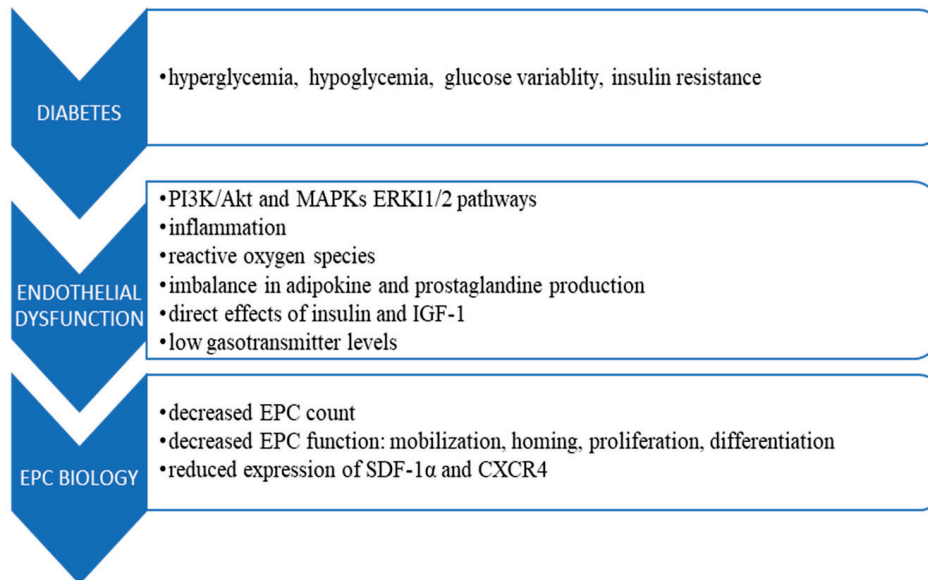 DIABETES
•hyperglycemia, hypoglycemia, glucose variablity, insulin resistance
ENDOTHELIAL
DYSFUNCTION
•PI3K/Akt and MAPKs ERKI1/2 pathways
•inflammation
•reactive oxygen species
•imbalance in adipokine and prostaglandine production
•direct effects of insulin and IGF-1
•low gasotransmitter levels
EPC BIOLOGY
•decreased EPC count
•decreased EPC function: mobilization, homing, proliferation, differentiation
•reduced expression of SDF-1α and CXCR4